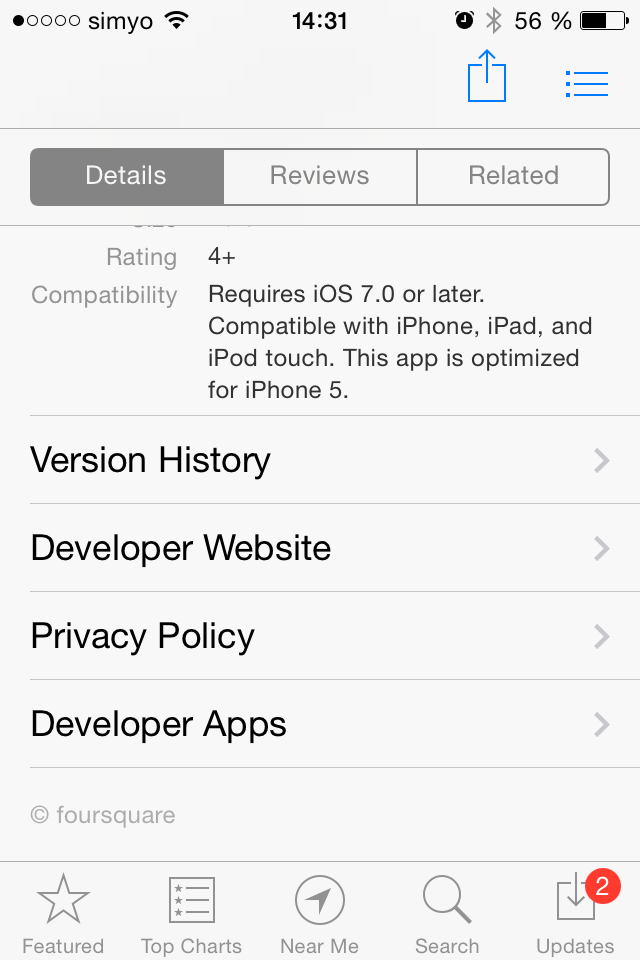 simyo 14:31 56 %
Details Reviews Related
Rating 4+
Compatibility Requires iOS 7.0 or later.
Compatible with iPhone, iPad, and
iPod touch. This app is optimized
for iPhone 5.
Version History
Developer Website
Privacy Policy
Developer Apps
© foursquare
2
Featured Top Charts Near Me Search Updates